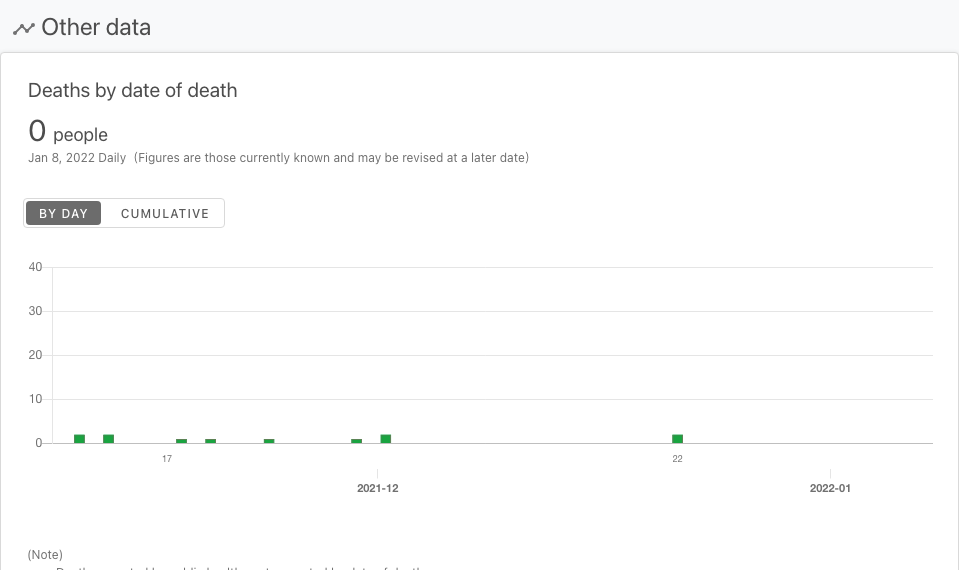 Other data
Deaths by date of death
0 people
Jan 8, 2022 Daily (Figures are those currently known and may be revised at a later date)
BY DAY CUMULATIVE
40
30
20
10
0
17 22
2021-12 2022-01
(Note)